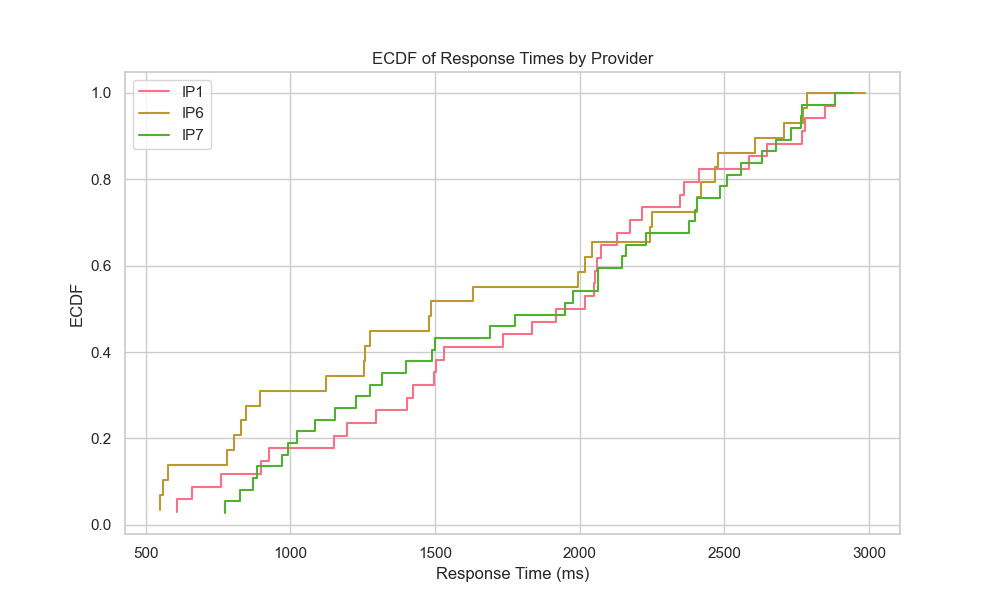 ECDF of Response Times by Provider
IP1
IP6
IP7
1.0
0.8
0.6
0.4
0.2
0.0
ECDF
500 1000 1500 2000 2500 3000
Response Time (ms)